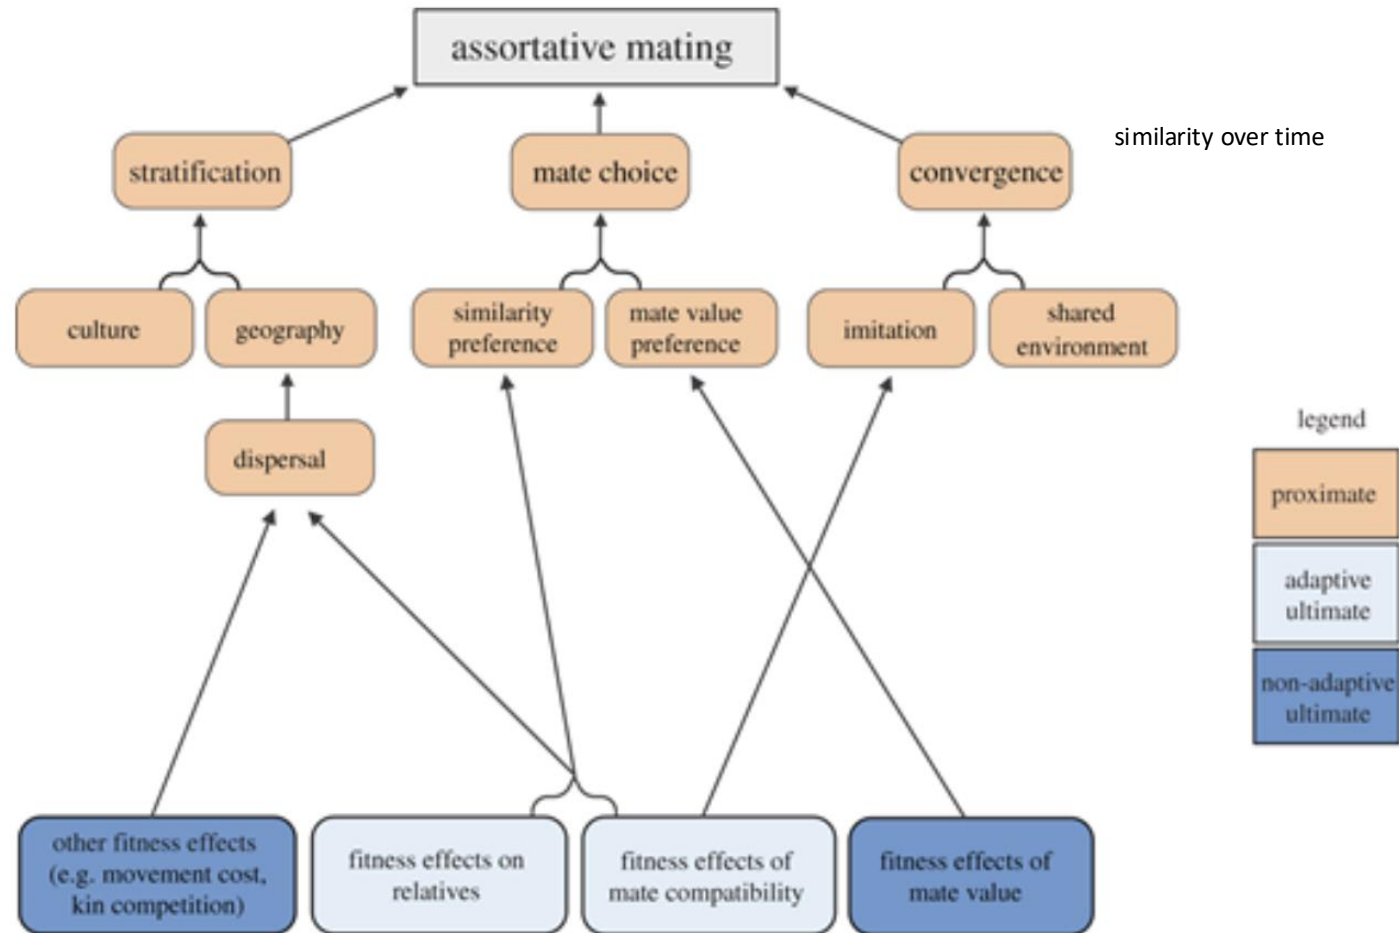 assortative mating
similarity over time
stratification
mate choice
convergence
culture
geography
similarity
preference
mate value
preference
imitation
shared
environment
legend
dispersal
proximate
adaptive
ultimate
non-adaptive
ultimate
other fitness effects
(e.g. movement cost,
kin competition)
fitness effects on
relatives
fitness effects of
mate compatibility
fitness effects of
mate value